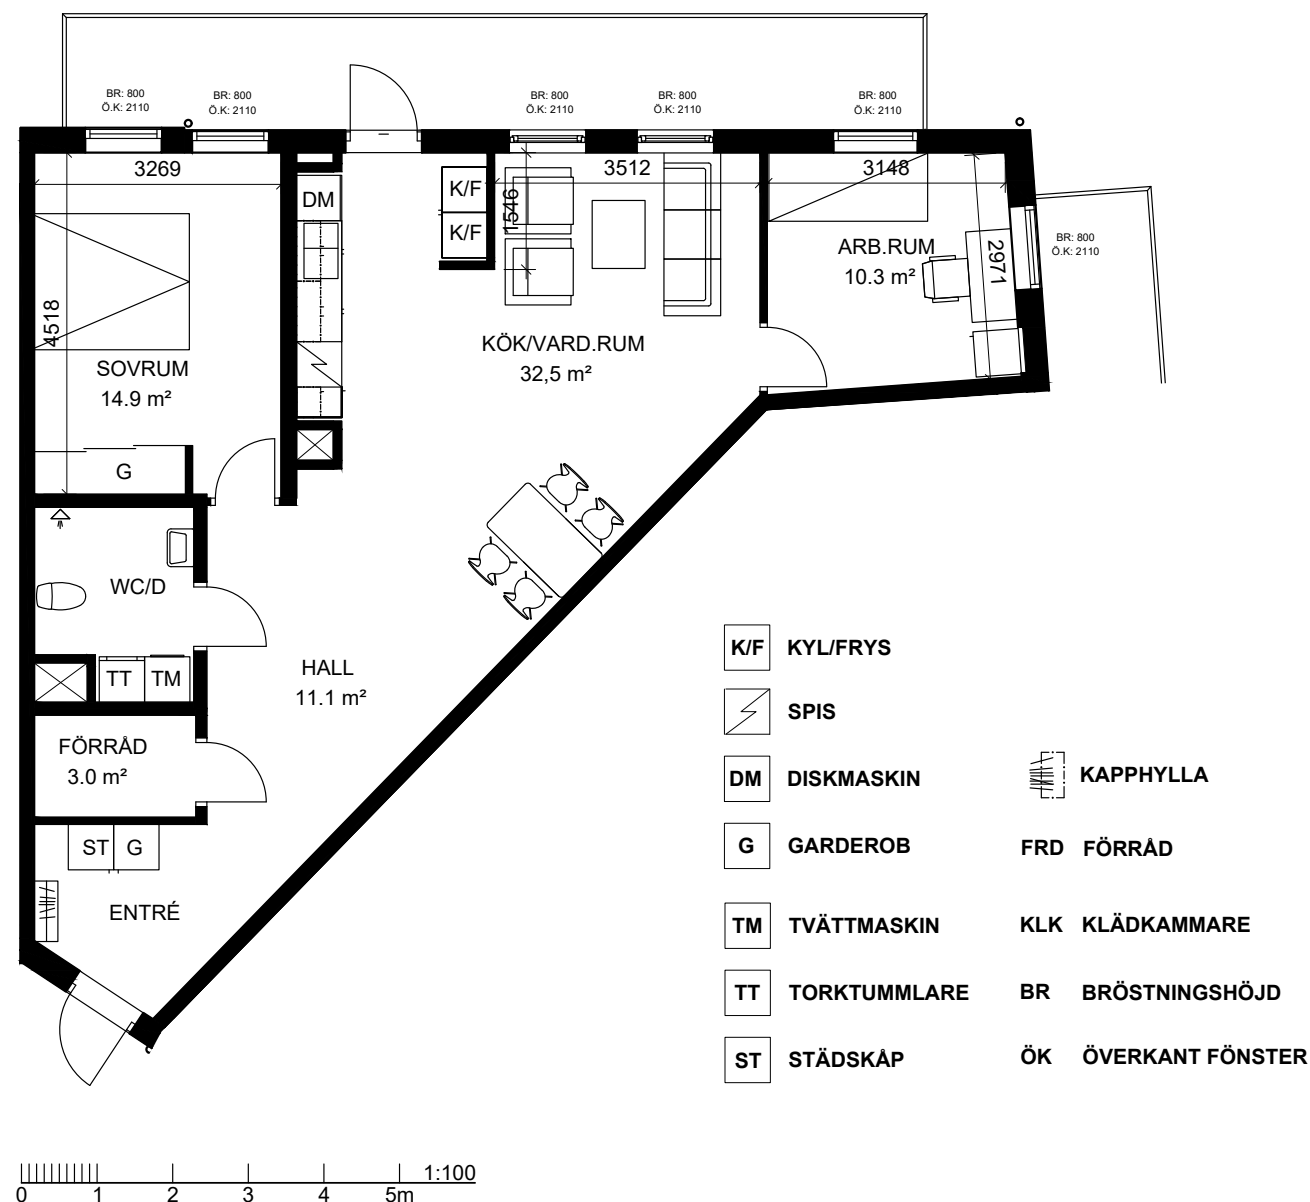 BR: 800
Ö.K: 2110
BR: 800
Ö.K: 2110
BR: 800
Ö.K: 2110
BR: 800
Ö.K: 2110
BR: 800
Ö.K: 2110
3269
3512
3148
DM
K/F
K/F
1546
ARB.RUM
10.3 m²
2971
BR: 800
Ö.K: 2110
4518
SOVRUM
14.9 m²
KÖK/VARD.RUM
32,5 m²
G
WC/D
TT
TM
HALL
11.1 m²
FÖRRÅD
3.0 m²
ST
G
ENTRÉ
K/F KYL/FRYS
SPIS
DM DISKMASKIN
G GARDEROB
TM TVÄTTMASKIN
TT TORKTUMMLARE
ST STÄDSKÅP
KAPPHYLLA
FRD FÖRRÅD
KLK KLÄDKAMMARE
BR BRÖSTNINGSHÖJD
ÖK ÖVERKANT FÖNSTER
1:100
0 1 2 3 4 5m